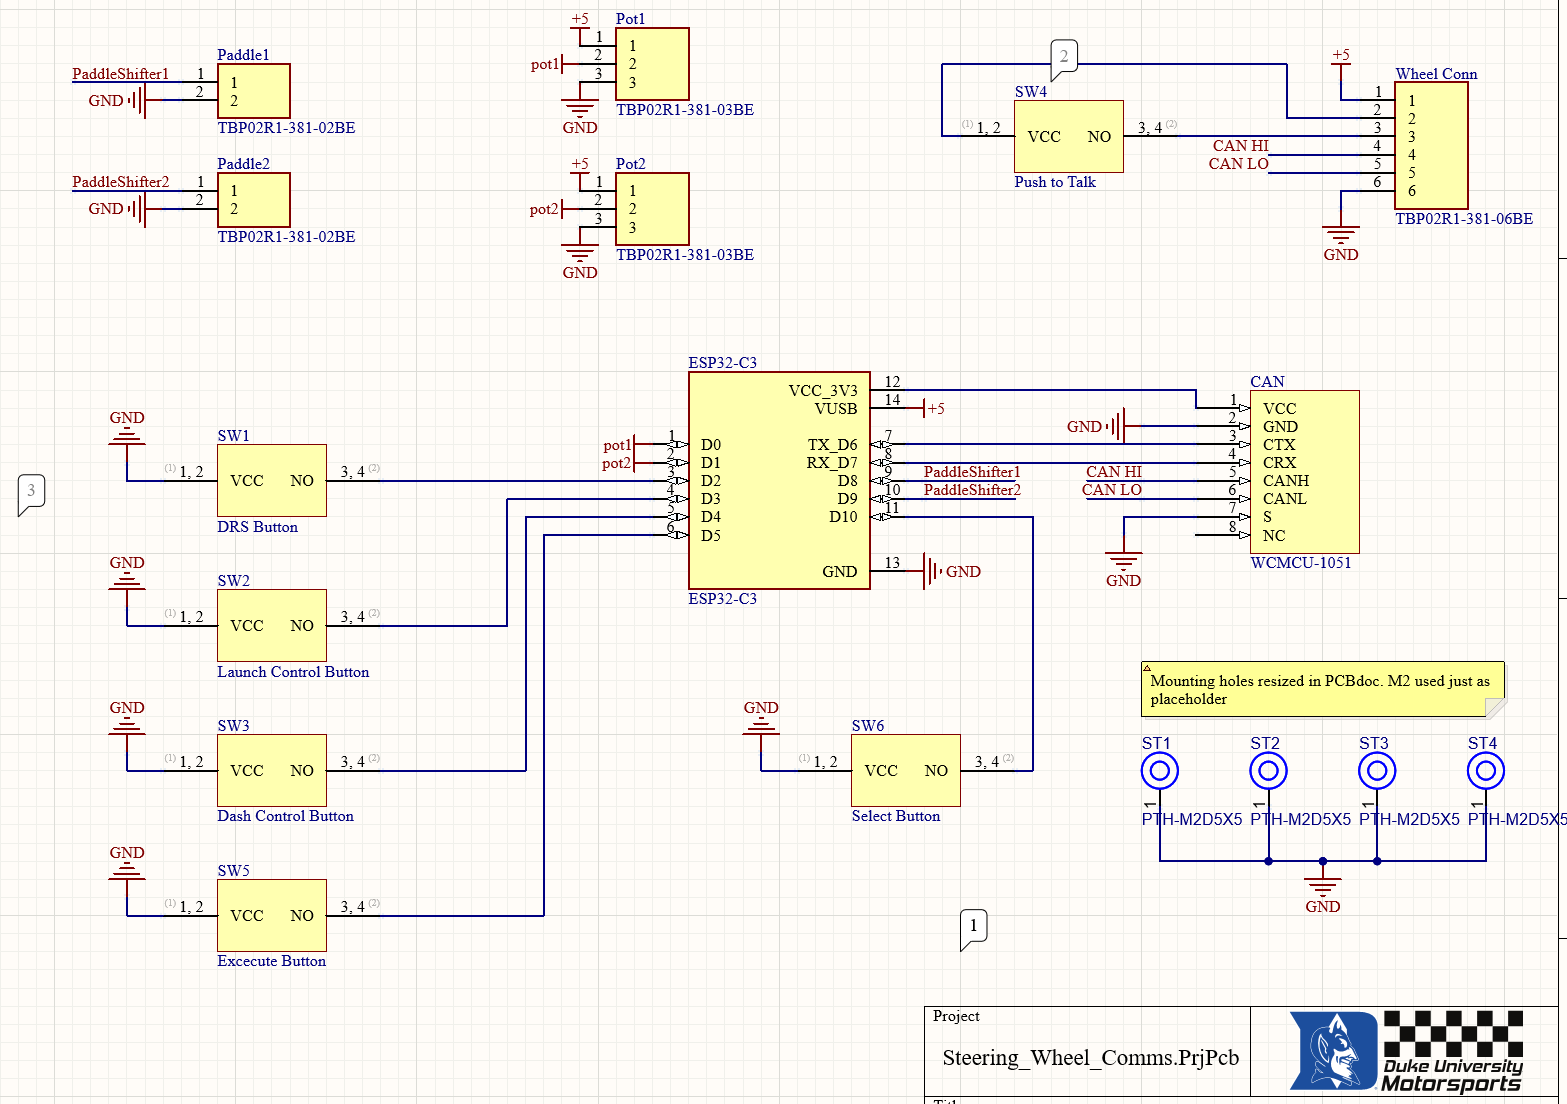 Paddle1
PaddleShifter1
1
1
GND
2
2
TBP02R1-381-02BE
Paddle2
PaddleShifter2
1
1
GND
2
2
TBP02R1-381-02BE
+5
Pot1
1
1
pot1
2
2
3
3
TBP02R1-381-03BE
GND
+5
Pot2
1
1
pot2
2
2
3
3
TBP02R1-381-03BE
GND
2
SW4
(1) 1, 2
VCC
NO
3, 4 (2)
Push to Talk
+5
Wheel Conn
1
1
2
2
3
3
CAN HI
4
4
CAN LO
5
5
6
6
TBP02R1-381-06BE
GND
3
GND
SW1
(1) 1, 2
VCC
NO
3, 4 (2)
DRS Button
GND
SW2
(1) 1, 2
VCC
NO
3, 4 (2)
Launch Control Button
GND
SW3
(1) 1, 2
VCC
NO
3, 4 (2)
Dash Control Button
GND
SW5
(1) 1, 2
VCC
NO
3, 4 (2)
Excecute Button
ESP32-C3
VCC_3V3
12
VUSB
14
+5
pot1
1
D0
TX_D6
7
pot2
2
D1
RX_D7
8
3
D2
D8
9
PaddleShifter1
4
D3
D9
10
PaddleShifter2
5
D4
D10
11
6
D5
GND
13
GND
ESP32-C3
CAN
1
VCC
GND
2
GND
3
CTX
4
CRX
CAN HI
5
CANH
CAN LO
6
CANL
7
S
8
NC
GND
WCMCU-1051
GND
SW6
(1) 1, 2
VCC
NO
3, 4 (2)
Select Button
Mounting holes resized in PCBdoc. M2 used just as
placeholder
ST1
ST2
ST3
ST4
1
1
1
1
PTH-M2D5X5
PTH-M2D5X5
PTH-M2D5X5
PTH-M2D5X5
GND
1
Project
Steering_Wheel_Comms.PrjPcb
Duke University
Motorsports